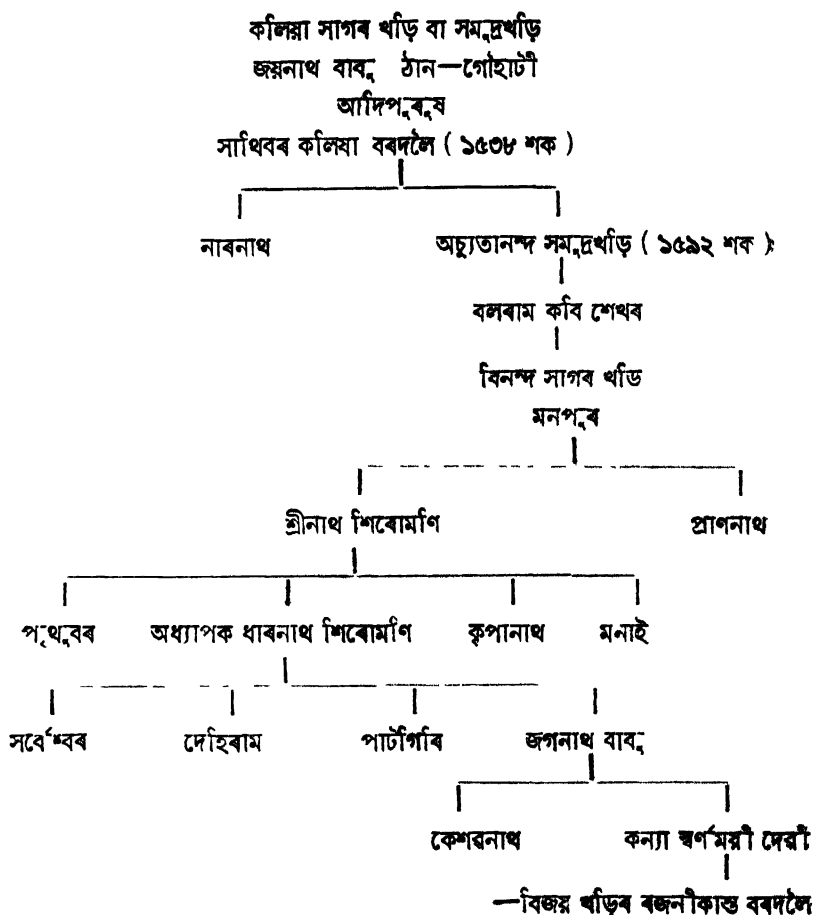 কলিয়া সাগৰ খড়ি বা সমুদ্ৰখড়ি
জয়নাথ বাবু ঠান—গৌহাটী
আদিপুৰুষ
সাথিবৰ কলিযা বৰদলৈ ( ১৫৩৮ শক )
নাৰনাথ অচ্যুতানন্দ সমুদ্ৰখড়ি ( ১৫৯২ শক )
বলৰাম কবি শেখৰ
বিনন্দ সাগৰ খডি
মনপুৰ
শ্ৰীনাথ শিৰোমণি প্ৰাণনাথ
পৃথুবৰ অধ্যাপক ধাৰনাথ শিৰোমণি কৃপানাথ মনাই
সৰ্বেশ্বৰ দেহিৰাম পাটগিৰি জগনাথ বাবু
কেশৱনাথ কন্যা স্বৰ্ণময়ী দেৱী
—বিজয় খড়িৰ ৰজনীকান্ত বৰদলৈ